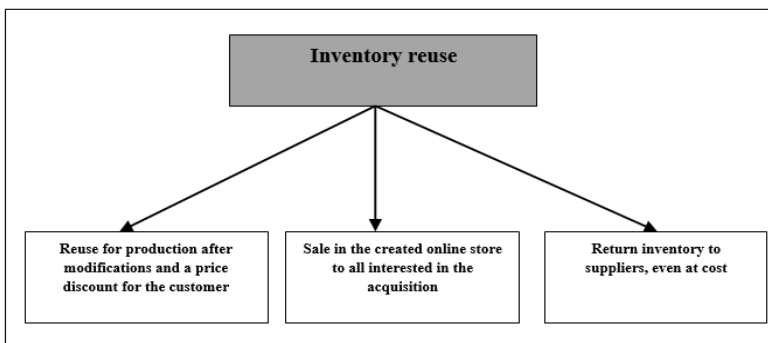 Inventory reuse
Reuse for production after
modifications and a price
discount for the customer
Sale in the created online store
to all interested in the
acquisition
Return inventory to
suppliers, even at cost